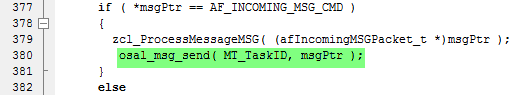 377 if ( *msgPtr == AF_INCOMING_MSG_CMD )
378 {
379 zcl_ProcessMessageMSG( (afIncomingMSGPacket_t *)msgPtr );
380 osal_msg_send( MT_TaskID, msgPtr );
381 }
382 else